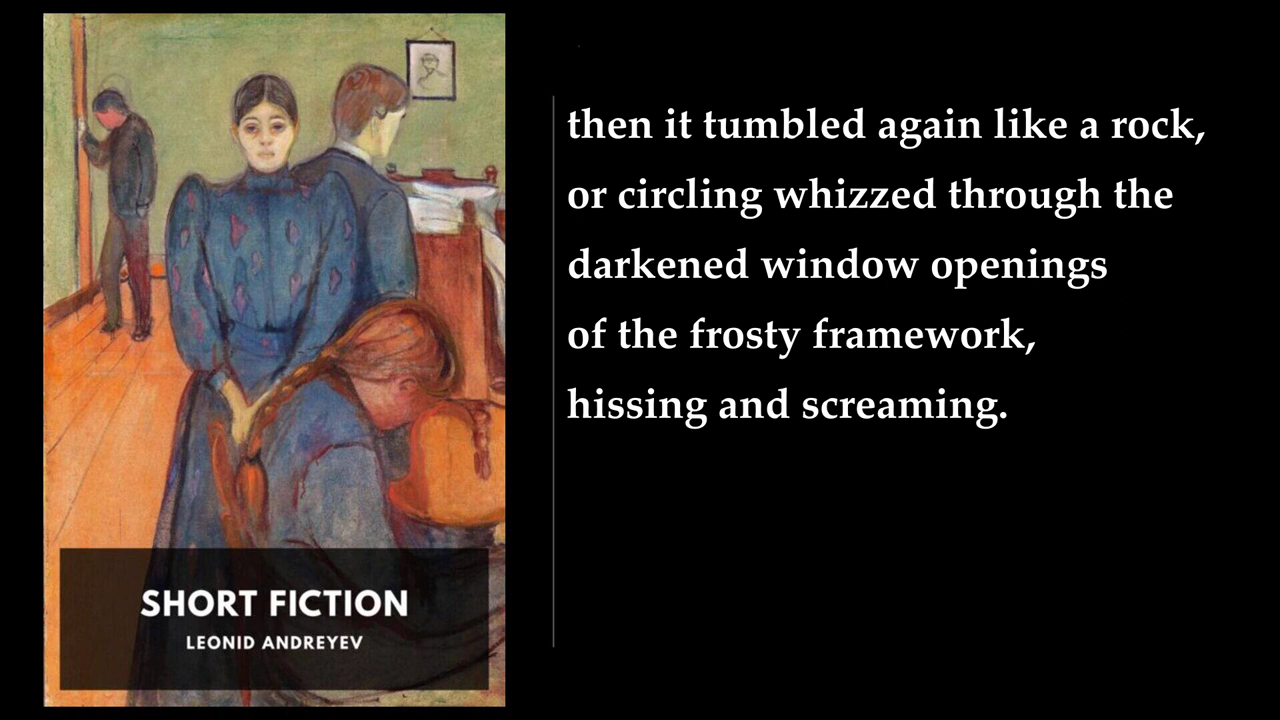 SHORT FICTION
LEONID ANDREYEV
then it tumbled again like a rock,
or circling whizzed through the
darkened window openings
of the frosty framework,
hissing and screaming.